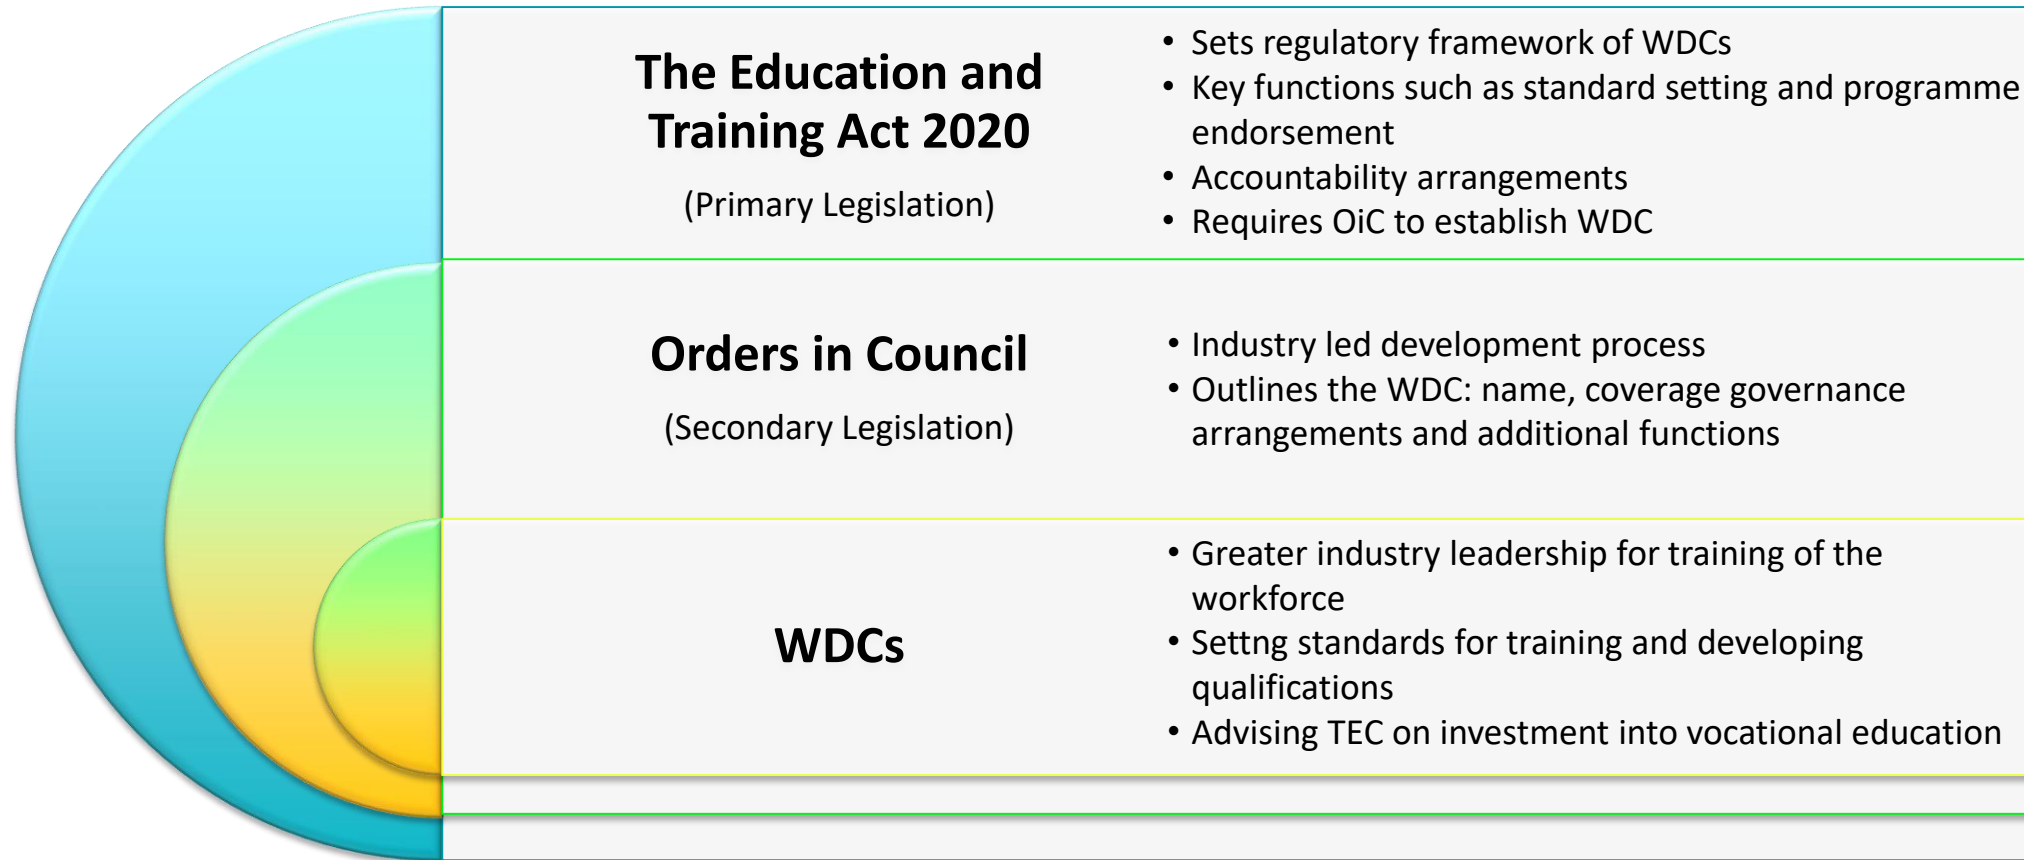 The Education and
Training Act 2020
(Primary Legislation)
• Sets regulatory framework of WDCs
• Key functions such as standard setting and programme
endorsement
• Accountability arrangements
• Requires OiC to establish WDC
Orders in Council
(Secondary Legislation)
• Industry led development process
• Outlines the WDC: name, coverage governance
arrangements and additional functions
WDCs
• Greater industry leadership for training of the
workforce
• Settng standards for training and developing
qualifications
• Advising TEC on investment into vocational education